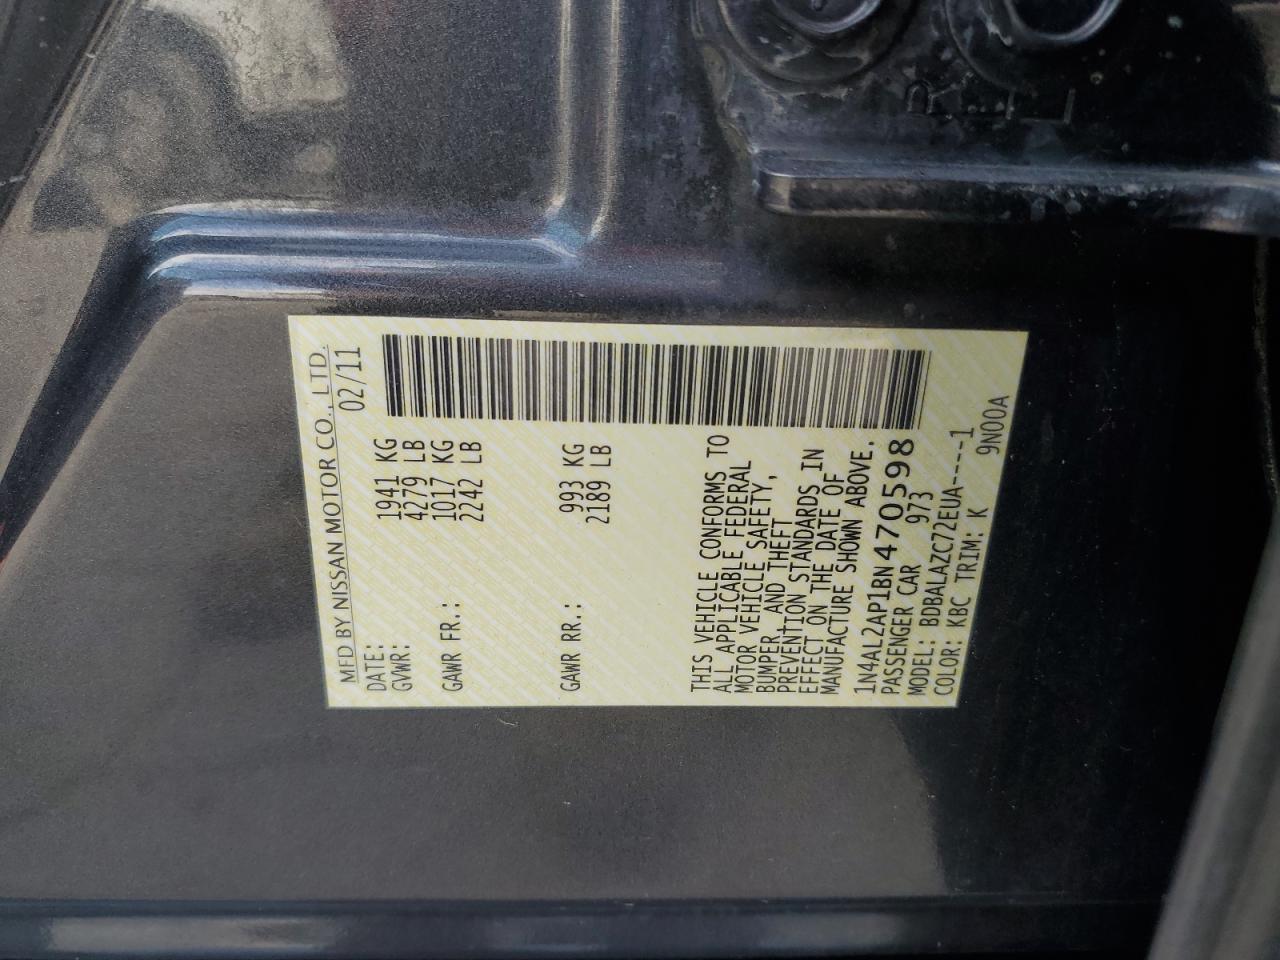 MFD BY NISSAN MOTOR CO., LTD.
DATE: 02/11
GVWR: 1941 KG
4279 LB
GAWR FR.: 1017 KG
2242 LB
GAWR RR.: 993 KG
2189 LB
THIS VEHICLE CONFORMS TO
ALL APPLICABLE FEDERAL
MOTOR VEHICLE SAFETY,
BUMPER, AND THEFT
PREVENTION STANDARDS IN
EFFECT ON THE DATE OF
MANUFACTURE SHOWN ABOVE.
1N4AL2AP1BN470598
PASSENGER CAR 973
MODEL: BDBALAZC72EUA-----1
COLOR: KBC TRIM: K 9N00A